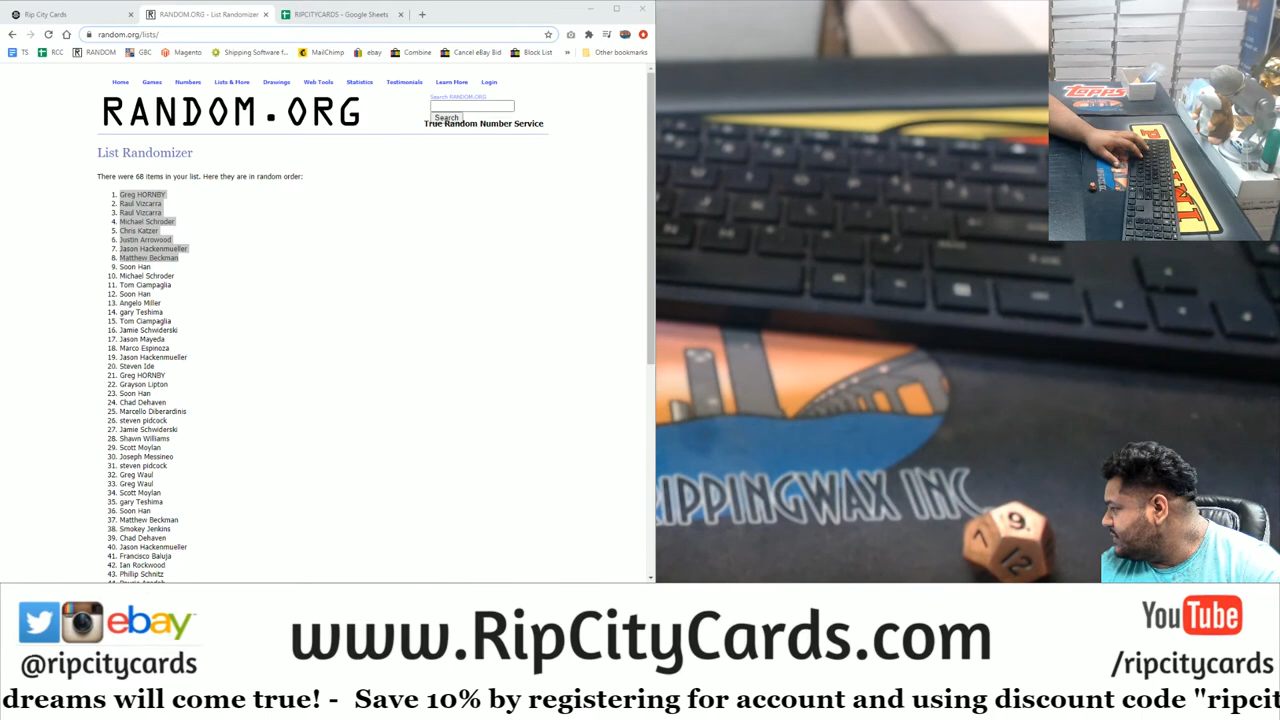 Rip City Cards
RANDOM.ORG - List Randomizer
RIPCITYCARDS - Google Sheets
random.org/lists/
TS
RCC
RANDOM
GBC
Magento
Shipping Software f...
MailChimp
ebay
Combine
Cancel eBay Bid
Block List
»
Other bookmarks
Home
Games
Numbers
Lists & More
Drawings
Web Tools
Statistics
Testimonials
Learn More
Login
RANDOM.ORG
Search RANDOM.ORG
Search
True Random Number Service
List Randomizer
There were 68 items in your list. Here they are in random order:
1. Greg HORNBY
2. Raul Vizcarra
3. Raul Vizcarra
4. Michael Schroder
5. Chris Katzer
6. Justin Arrowood
7. Jason Hackenmueller
8. Matthew Beckman
9. Soon Han
10. Michael Schroder
11. Tom Ciampaglia
12. Soon Han
13. Angelo Miller
14. gary Teshima
15. Tom Ciampaglia
16. Jamie Schwiderski
17. Jason Mayeda
18. Marco Espinoza
19. Jason Hackenmueller
20. Steven Ide
21. Greg HORNBY
22. Grayson Lipton
23. Soon Han
24. Chad Dehaven
25. Marcello Diberardinis
26. steven pidcock
27. Jamie Schwiderski
28. Shawn Williams
29. Scott Moylan
30. Joseph Messineo
31. steven pidcock
32. Greg Waul
33. Greg Waul
34. Scott Moylan
35. gary Teshima
36. Soon Han
37. Matthew Beckman
38. Smokey Jenkins
39. Chad Dehaven
40. Jason Hackenmueller
41. Francisco Baluja
42. Ian Rockwood
43. Phillip Schnitz
topps
RIPPINGWAX INC
9.
7
12
ebay
@ripcitycards
www.RipCityCards.com
YouTube
/ripcitycards
dreams will come true! - Save 10% by registering for account and using discount code "ripcit